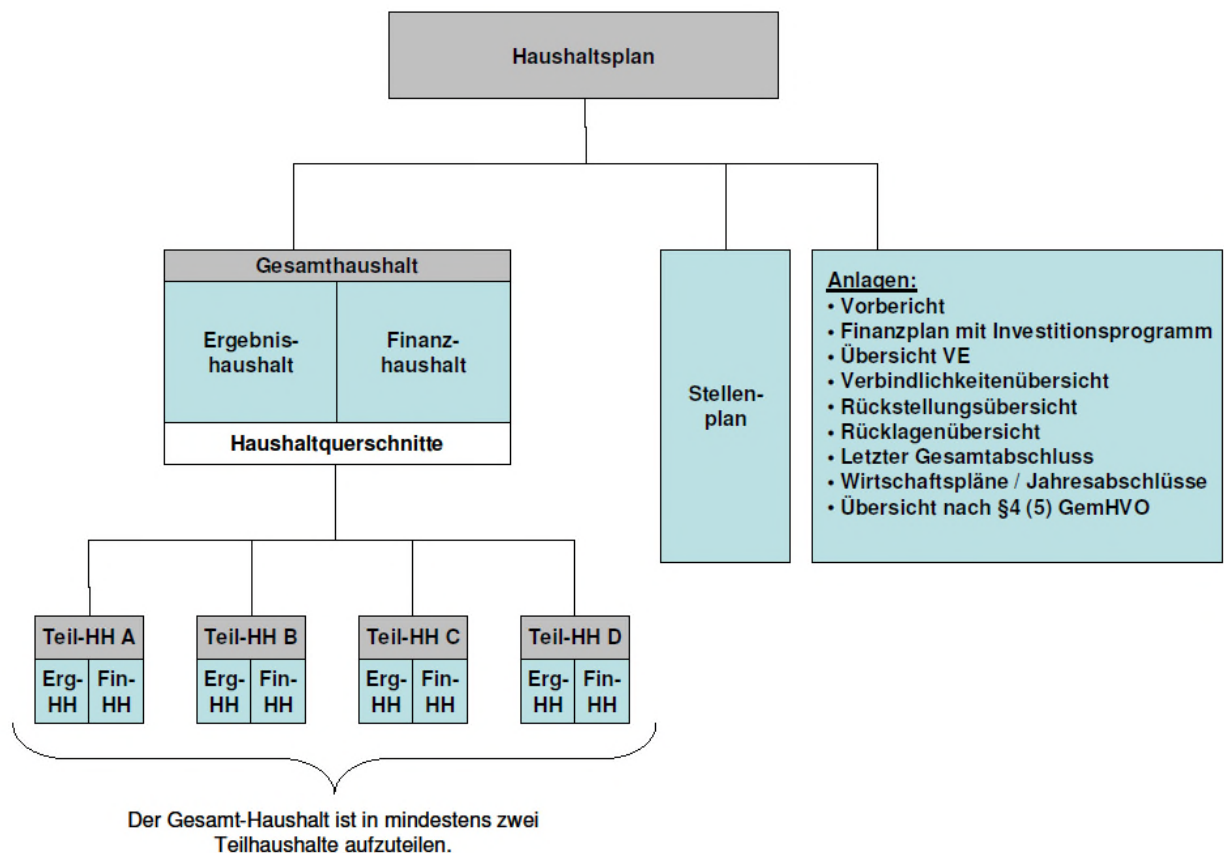 Haushaltsplan
Gesamthaushalt
Ergebnis-
haushalt
Finanz-
haushalt
Haushaltquerschnitte
Stellen-
plan
Anlagen:
• Vorbericht
• Finanzplan mit Investitionsprogramm
• Übersicht VE
• Verbindlichkeitenübersicht
• Rückstellungsübersicht
• Rücklagenübersicht
• Letzter Gesamtabschluss
• Wirtschaftspläne / Jahresabschlüsse
• Übersicht nach §4 (5) GemHVO
Teil-HH A
Erg-
HH
Fin-
HH
Teil-HH B
Erg-
HH
Fin-
HH
Teil-HH C
Erg-
HH
Fin-
HH
Teil-HH D
Erg-
HH
Fin-
HH
Der Gesamt-Haushalt ist in mindestens zwei
Teilhaushalte aufzuteilen.